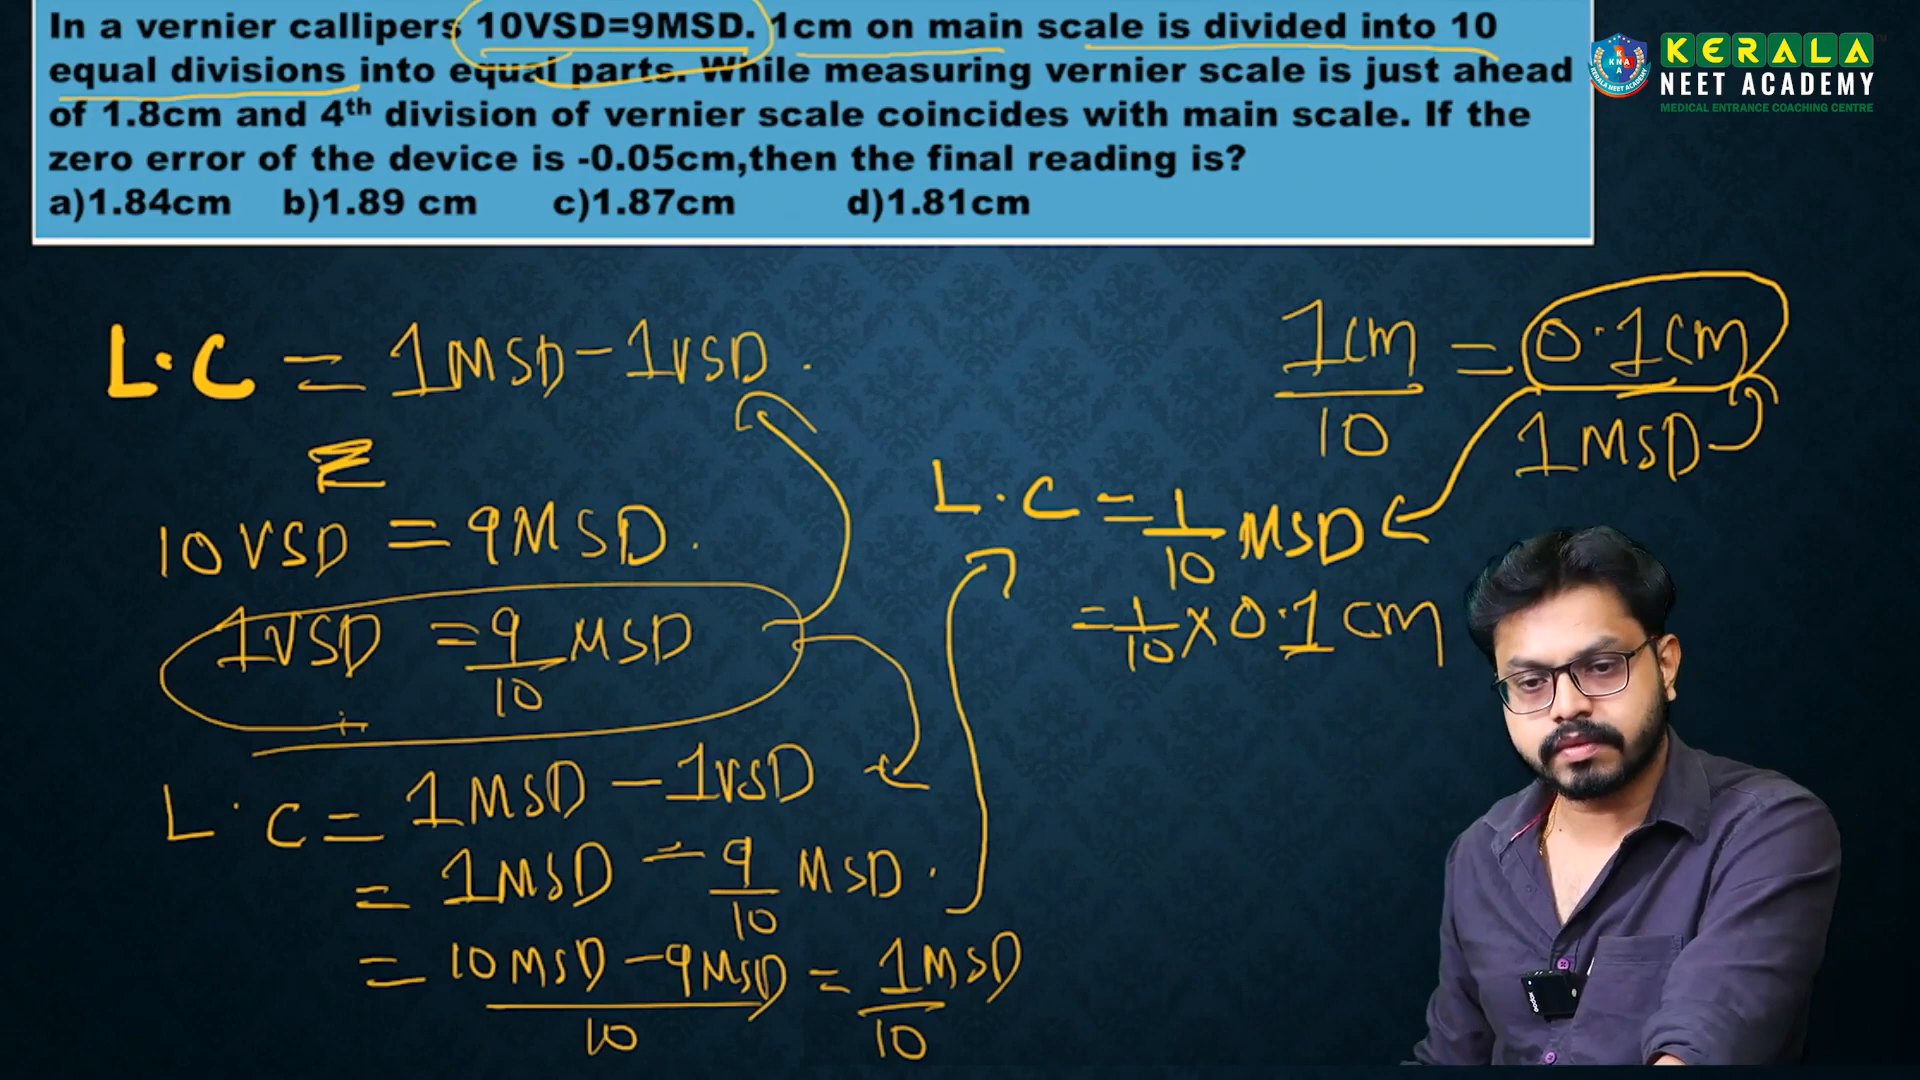 In a vernier callipers 10VSD=9MSD. 1cm on main scale is divided into 10
equal divisions into equal parts. While measuring vernier scale is just ahead
of 1.8cm and 4th division of vernier scale coincides with main scale. If the
zero error of the device is -0.05cm,then the final reading is?
a)1.84cm b)1.89 cm c)1.87cm d)1.81cm
KERALA
NEET ACADEMY
MEDICAL ENTRANCE COACHING CENTRE
L.C = 1MSD - 1VSD.
10VSD = 9MSD.
1VSD = 9/10 MSD
L.C = 1MSD - 1VSD
= 1MSD - 9/10 MSD.
= 10MSD - 9MSD / 10 = 1MSD / 10
1cm / 10 = 0.1cm
1MSD
L.C = 1/10 MSD
= 1/10 x 0.1cm